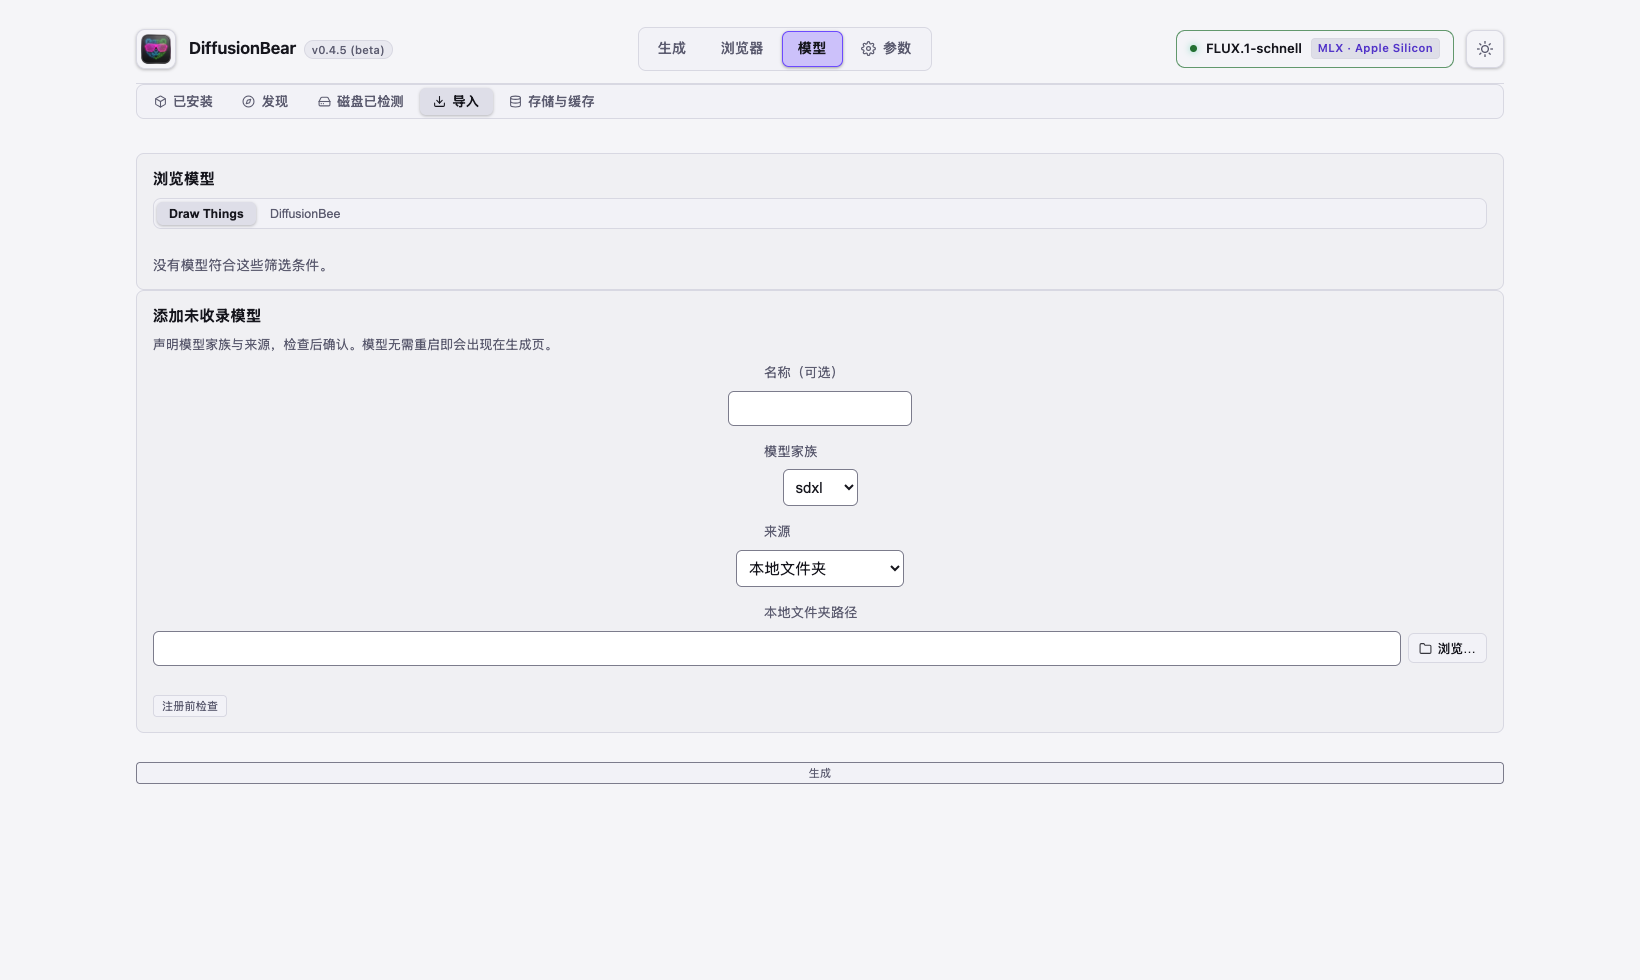 DiffusionBear v0.4.5 (beta)
生成 浏览器 模型 参数
FLUX.1-schnell MLX · Apple Silicon
已安装 发现 磁盘已检测 导入 存储与缓存
浏览模型
Draw Things DiffusionBee
没有模型符合这些筛选条件。
添加未收录模型
声明模型家族与来源，检查后确认。模型无需重启即会出现在生成页。
名称（可选）
模型家族
sdxl
来源
本地文件夹
本地文件夹路径
浏览…
注册前检查
生成